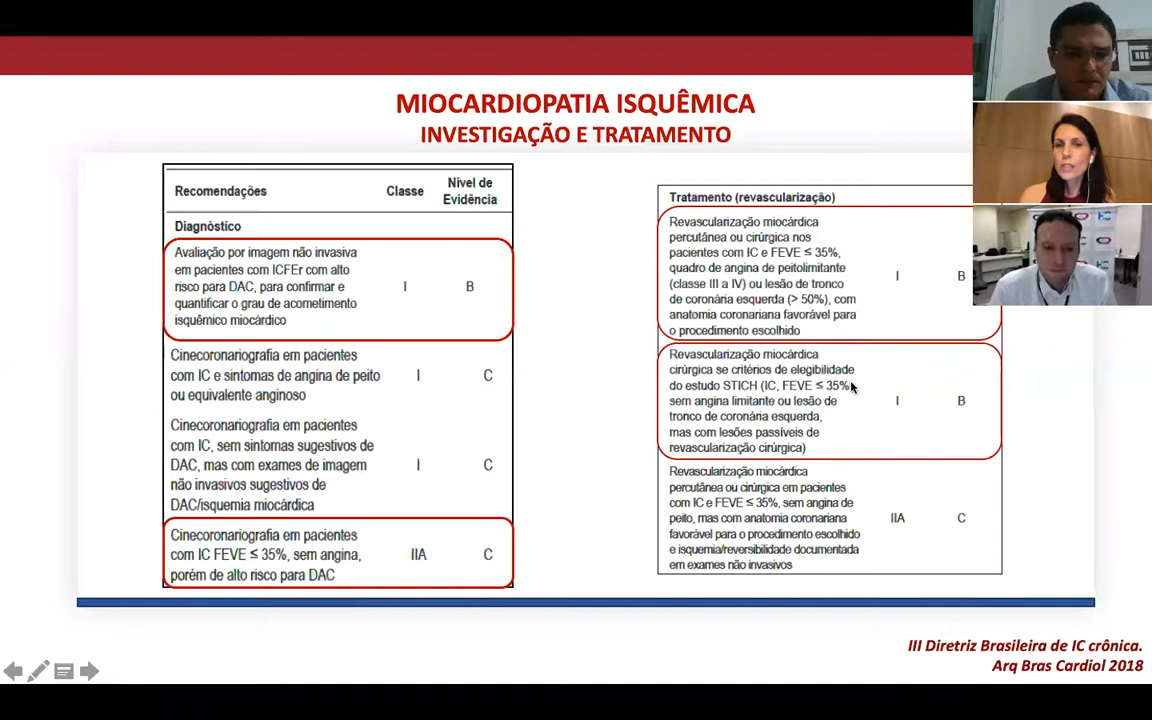 MIOCARDIOPATIA ISQUÊMICA
INVESTIGAÇÃO E TRATAMENTO
Recomendações Classe Nível de Evidência
Diagnóstico
Avaliação por imagem não invasiva
em pacientes com ICFEr com alto
risco para DAC, para confirmar e
quantificar o grau de acometimento
isquêmico miocárdico
I B
Cinecoronariografia em pacientes
com IC e sintomas de angina de peito
ou equivalente anginoso
I C
Cinecoronariografia em pacientes
com IC, sem sintomas sugestivos de
DAC, mas com exames de imagem
não invasivos sugestivos de
DAC/isquemia miocárdica
I C
Cinecoronariografia em pacientes
com IC FEVE ≤ 35%, sem angina,
porém de alto risco para DAC
IIA C
Tratamento (revascularização)
Revascularização miocárdica
percutânea ou cirúrgica nos
pacientes com IC e FEVE ≤ 35%,
quadro de angina de peitolimitante
(classe III a IV) ou lesão de tronco
de coronária esquerda (> 50%), com
anatomia coronariana favorável para
o procedimento escolhido
I B
Revascularização miocárdica
cirúrgica se critérios de elegibilidade
do estudo STICH (IC, FEVE ≤ 35%
sem angina limitante ou lesão de
tronco de coronária esquerda,
mas com lesões passíveis de
revascularização cirúrgica)
I B
Revascularização miocárdica
percutânea ou cirúrgica em pacientes
com IC e FEVE ≤ 35%, sem angina de
peito, mas com anatomia coronariana
favorável para o procedimento escolhido
e isquemia/reversibilidade documentada
em exames não invasivos
IIA C
III Diretriz Brasileira de IC crônica.
Arq Bras Cardiol 2018